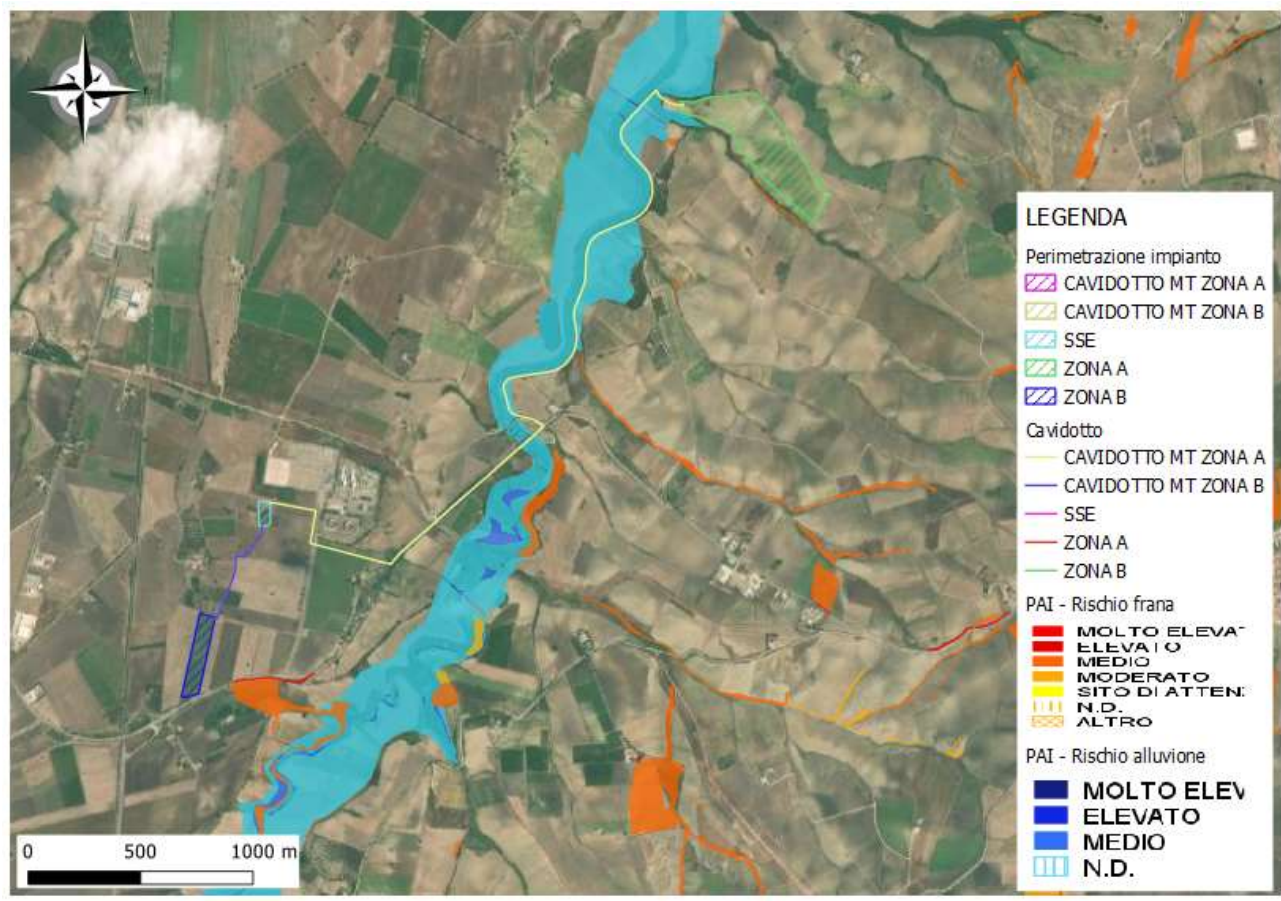 LEGENDA
Perimetrazione impianto
CAVIDOTTO MT ZONA A
CAVIDOTTO MT ZONA B
SSE
ZONA A
ZONA B
Cavidotto
CAVIDOTTO MT ZONA A
CAVIDOTTO MT ZONA B
SSE
ZONA A
ZONA B
PAI - Rischio frana
MOLTO ELEVAT
ELEVATO
MEDIO
MODERATO
SITO DI ATTEN
N.D.
ALTRO
PAI - Rischio alluvione
MOLTO ELEV
ELEVATO
MEDIO
N.D.
0 500 1000 m